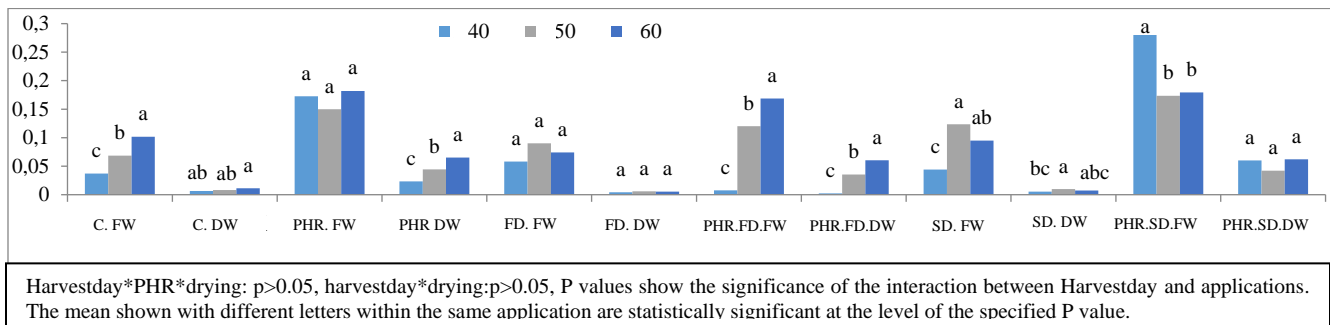 0,3
40 50 60
0,25
a
0,2
a a a a b b
0,15
a
a b ab
0,1
b a a a a a a
c a b c a
0,05
c ab ab a c a a a c c bc a abc
0
C. FW C. DW PHR. FW PHR DW FD. FW FD. DW PHR.FD.FW PHR.FD.DW SD. FW SD. DW PHR.SD.FW PHR.SD.DW
Harvestday*PHR*drying: p>0.05, harvestday*drying:p>0.05, P values show the significance of the interaction between Harvestday and applications.
The mean shown with different letters within the same application are statistically significant at the level of the specified P value.